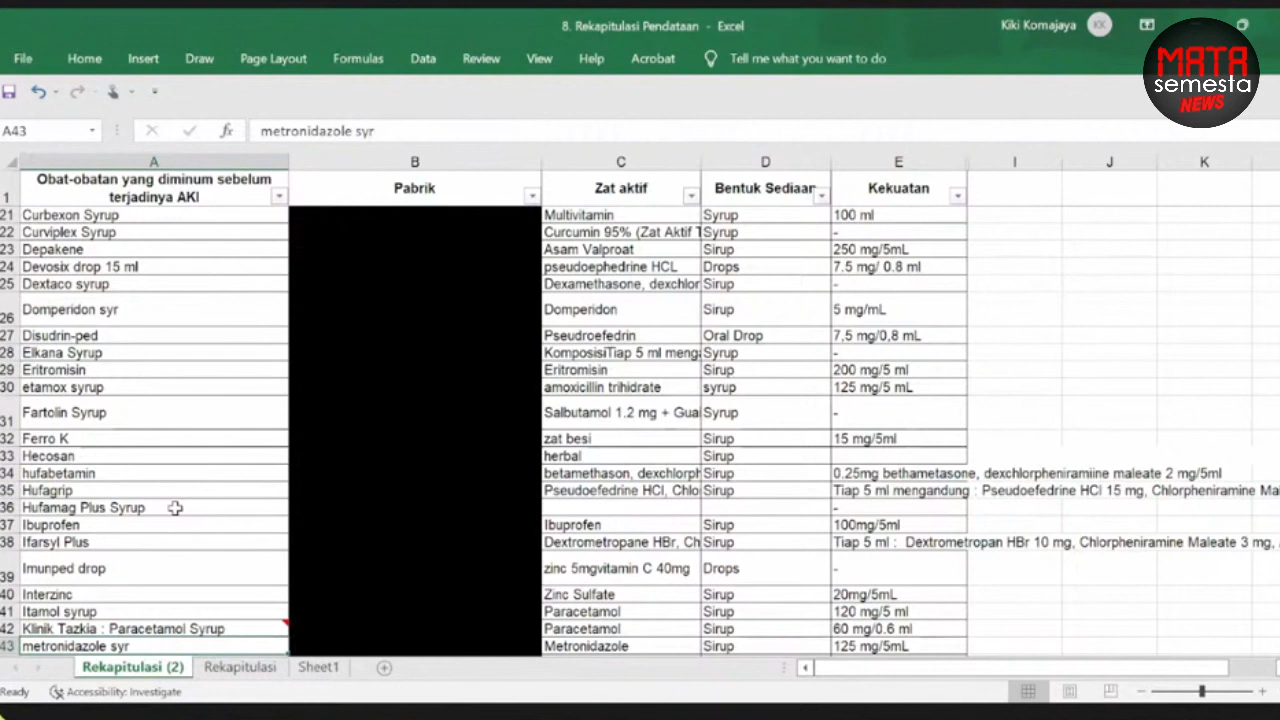 8. Rekapitulasi Pendataan - Excel
Kiki Komajaya KK
MATA
semesta
NEWS
File Home Insert Draw Page Layout Formulas Data Review View Help Acrobat Tell me what you want to do
A43 fx metronidazole syr
A B C D E I J K
1 Obat-obatan yang diminum sebelum terjadinya AKI Pabrik Zat aktif Bentuk Sediaan Kekuatan
21 Curbexon Syrup Multivitamin Syrup 100 ml
22 Curviplex Syrup Curcumin 95% (Zat Aktif T Syrup -
23 Depakene Asam Valproat Sirup 250 mg/5mL
24 Devosix drop 15 ml pseudoephedrine HCL Drops 7.5 mg/ 0.8 ml
25 Dextaco syrup Dexamethasone, dexchlor Sirup -
26 Domperidon syr Domperidon Sirup 5 mg/mL
27 Disudrin-ped Pseudroefedrin Oral Drop 7,5 mg/0,8 mL
28 Elkana Syrup KomposisiTiap 5 ml meng Syrup -
29 Eritromisin Eritromisin Sirup 200 mg/5 ml
30 etamox syrup amoxicillin trihidrate syrup 125 mg/5 mL
31 Fartolin Syrup Salbutamol 1.2 mg + Gua Syrup -
32 Ferro K zat besi Sirup 15 mg/5ml
33 Hecosan herbal Sirup
34 hufabetamin betamethason, dexchlorph Sirup 0.25mg bethametasone, dexchlorpheniramiine maleate 2 mg/5ml
35 Hufagrip Pseudoefedrine HCl, Chlo Sirup Tiap 5 ml mengandung : Pseudoefedrine HCl 15 mg, Chlorpheniramine Mal
36 Hufamag Plus Syrup -
37 Ibuprofen Ibuprofen Sirup 100mg/5ml
38 Ifarsyl Plus Dextrometropane HBr, Ch Sirup Tiap 5 ml : Dextrometropan HBr 10 mg, Chlorpheniramine Maleate 3 mg,
39 Imunped drop zinc 5mgvitamin C 40mg Drops -
40 Interzinc Zinc Sulfate Sirup 20mg/5mL
41 Itamol syrup Paracetamol Sirup 120 mg/5 ml
42 Klinik Tazkia : Paracetamol Syrup Paracetamol Sirup 60 mg/0.6 ml
43 metronidazole syr Metronidazole Sirup 125 mg/5mL
Rekapitulasi (2) Rekapitulasi Sheet1
Ready Accessibility: Investigate